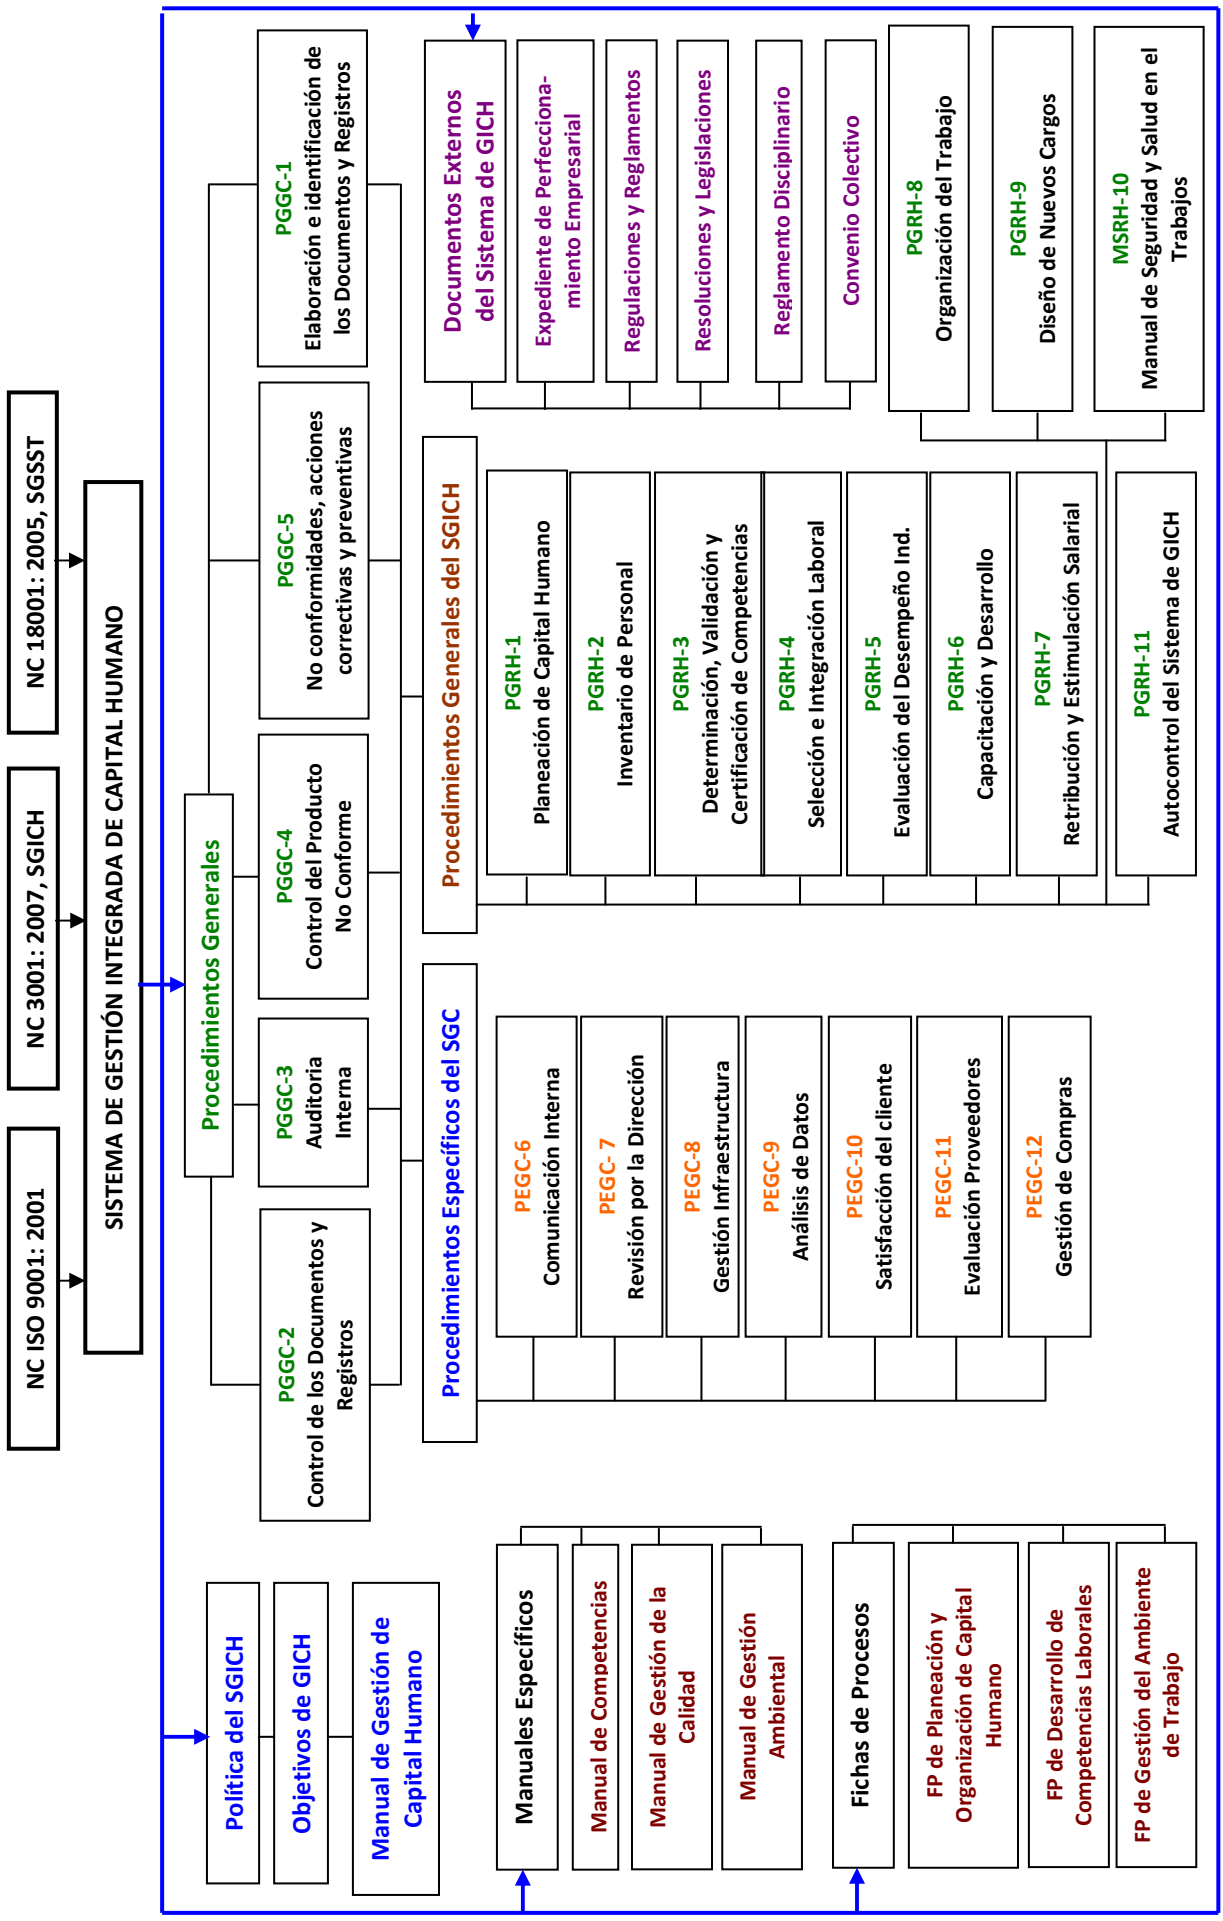 NC ISO 9001: 2001
NC 3001: 2007, SGICH
NC 18001: 2005, SGSST
SISTEMA DE GESTIÓN INTEGRADA DE CAPITAL HUMANO
Política del SGICH
Objetivos de GICH
Manual de Gestión de
Capital Humano
Procedimientos Generales
PGGC-2
Control de los Documentos y
Registros
PGGC-3
Auditoria
Interna
PGGC-4
Control del Producto
No Conforme
PGGC-5
No conformidades, acciones
correctivas y preventivas
PGGC-1
Elaboración e identificación de
los Documentos y Registros
Manuales Específicos
Manual de Competencias
Manual de Gestión de la
Calidad
Manual de Gestión
Ambiental
Fichas de Procesos
FP de Planeación y
Organización de Capital
Humano
FP de Desarrollo de
Competencias Laborales
FP de Gestión del Ambiente
de Trabajo
Procedimientos Específicos del SGC
PEGC-6
Comunicación Interna
PEGC- 7
Revisión por la Dirección
PEGC-8
Gestión Infraestructura
PEGC-9
Análisis de Datos
PEGC-10
Satisfacción del cliente
PEGC-11
Evaluación Proveedores
PEGC-12
Gestión de Compras
Procedimientos Generales del SGICH
PGRH-1
Planeación de Capital Humano
PGRH-2
Inventario de Personal
PGRH-3
Determinación, Validación y
Certificación de Competencias
PGRH-4
Selección e Integración Laboral
PGRH-5
Evaluación del Desempeño Ind.
PGRH-6
Capacitación y Desarrollo
PGRH-7
Retribución y Estimulación Salarial
PGRH-11
Autocontrol del Sistema de GICH
Documentos Externos
del Sistema de GICH
Expediente de Perfecciona-
miento Empresarial
Regulaciones y Reglamentos
Resoluciones y Legislaciones
Reglamento Disciplinario
Convenio Colectivo
PGRH-8
Organización del Trabajo
PGRH-9
Diseño de Nuevos Cargos
MSRH-10
Manual de Seguridad y Salud en el
Trabajos